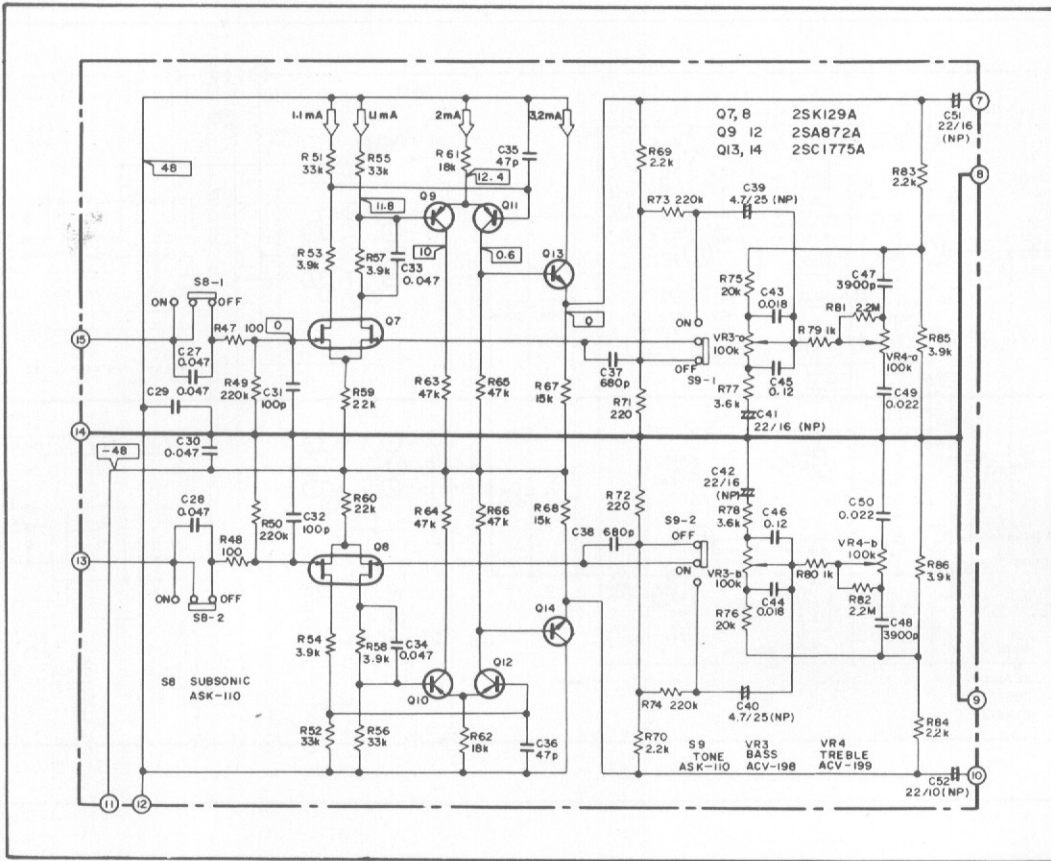 1.1 mA
1.1 mA
2 mA
3.2 mA
Q7, 8 2SK129A
Q9 12 2SA872A
Q13, 14 2SC1775A
C51
22/16
(NP)
7
8
48
R51
33k
R55
33k
R61
18k
C35
47p
12.4
11.8
Q9
Q11
10
0.6
R69
2.2k
R73 220k
C39
4.7/25 (NP)
R83
2.2k
R53
3.9k
R57
3.9k
C33
0.047
Q13
0
R75
20k
C43
0.018
C47
3900p
R81 2.2M
S8-1
ON
OFF
R47 100
0
Q7
15
C27
0.047
C29
0.047
R49
220k
C31
100p
R59
22k
R63
47k
R65
47k
R67
15k
C37
680p
R71
220
ON
OFF
S9-1
VR3-a
100k
R79 1k
VR4-a
100k
R85
3.9k
R77
3.6k
C45
0.12
C49
0.022
C41
22/16 (NP)
14
C30
0.047
-48
C28
0.047
R48
100
R50
220k
C32
100p
R60
22k
R64
47k
R66
47k
R68
15k
R72
220
C38 680p
S9-2
OFF
ON
C42
22/16
(NP)
R78
3.6k
C46
0.12
C50
0.022
VR4-b
100k
VR3-b
100k
R80 1k
R86
3.9k
13
ON
OFF
S8-2
Q8
R76
20k
C44
0.018
R82
2.2M
C48
3900p
Q14
R54
3.9k
R58
3.9k
C34
0.047
Q12
Q10
S8 SUBSONIC
ASK-110
R52
33k
R56
33k
R62
18k
C36
47p
R74 220k
C40
4.7/25(NP)
R70
2.2k
S9
TONE
ASK-110
VR3
BASS
ACV-198
VR4
TREBLE
ACV-199
R84
2.2k
9
C52
22/10(NP)
10
11
12